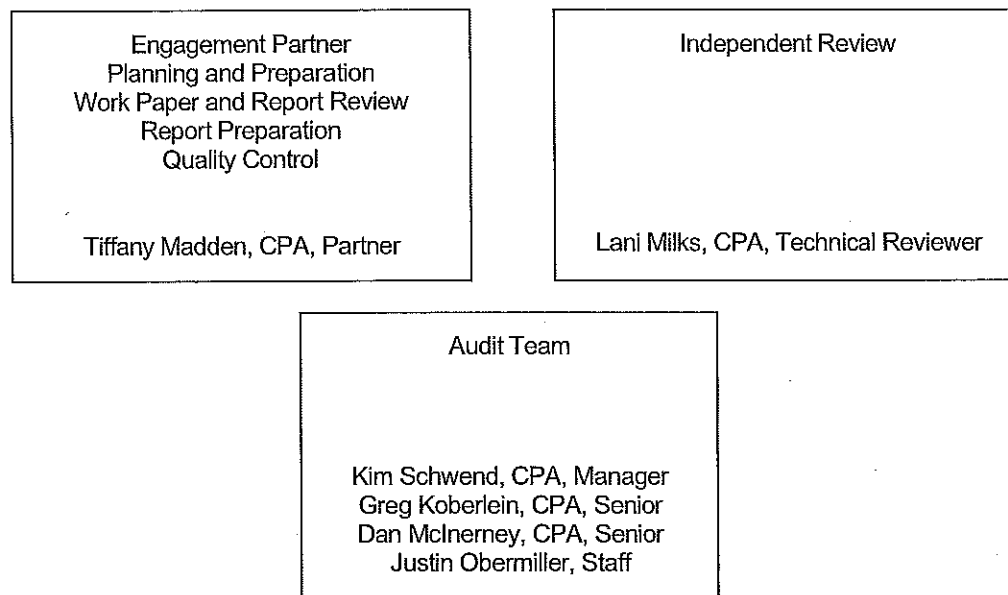 Engagement Partner
Planning and Preparation
Work Paper and Report Review
Report Preparation
Quality Control
Tiffany Madden, CPA, Partner
Independent Review
Lani Milks, CPA, Technical Reviewer
Audit Team
Kim Schwend, CPA, Manager
Greg Koberlein, CPA, Senior
Dan McInerney, CPA, Senior
Justin Obermiller, Staff